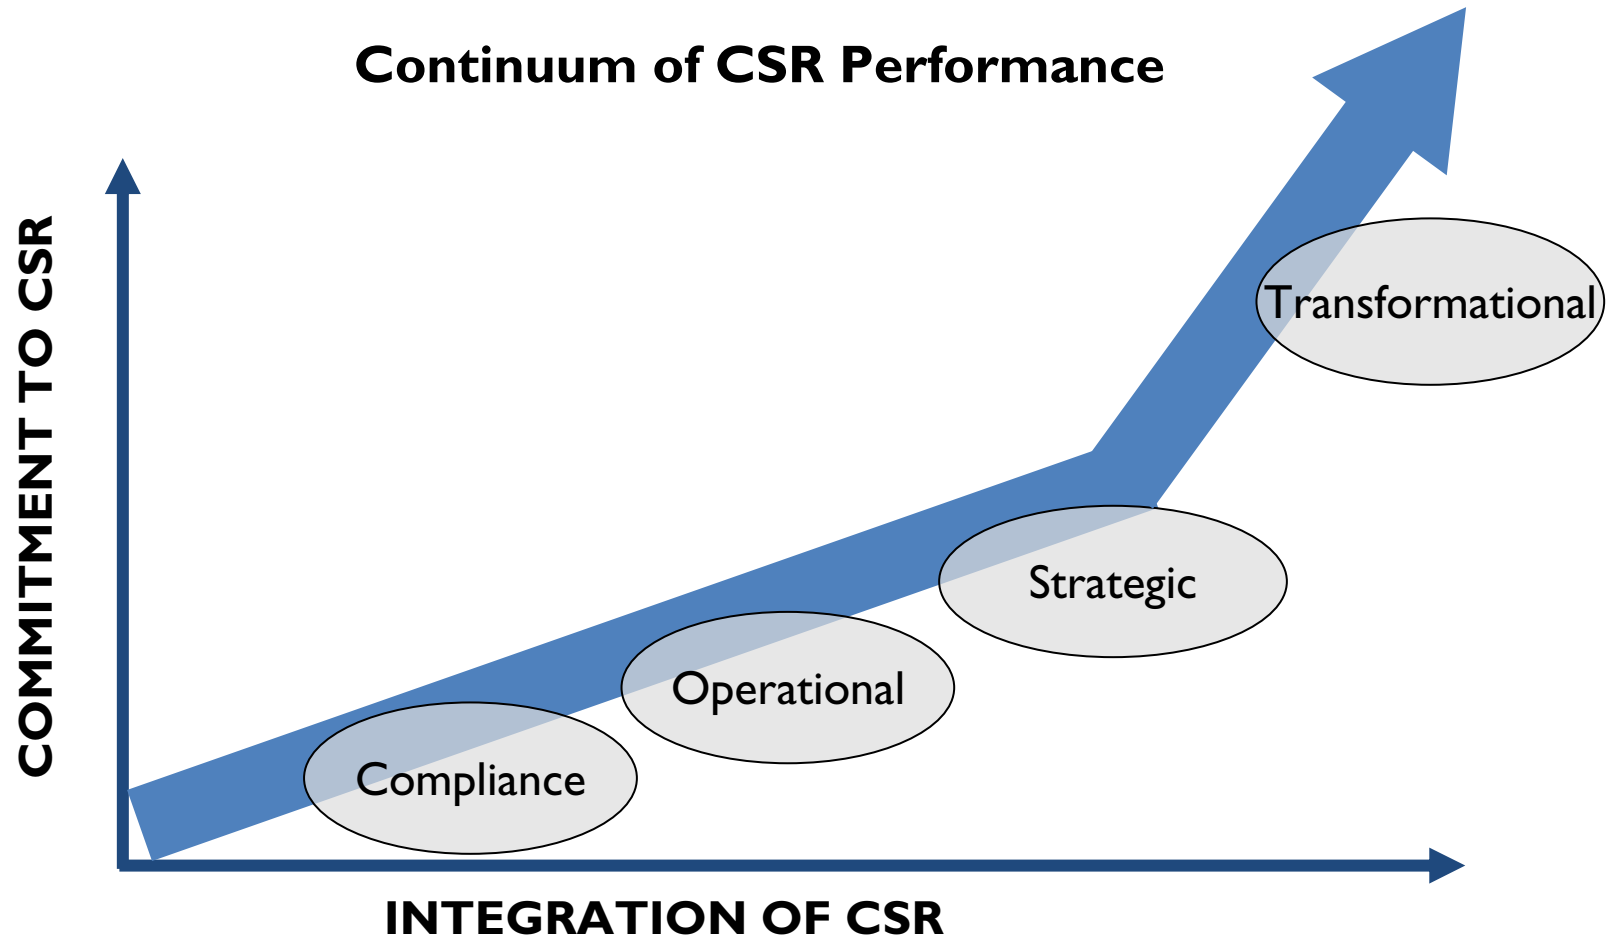 Continuum of CSR Performance
COMMITMENT TO CSR
Transformational
Strategic
Operational
Compliance
INTEGRATION OF CSR